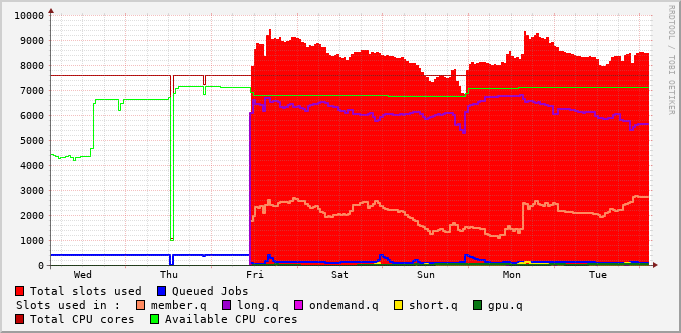 10000
9000
8000
7000
6000
5000
4000
3000
2000
1000
0
Wed Thu Fri Sat Sun Mon Tue
Total slots used Queued Jobs
Slots used in : member.q long.q ondemand.q short.q gpu.q
Total CPU cores Available CPU cores
RRDTOOL / TOBI OETIKER